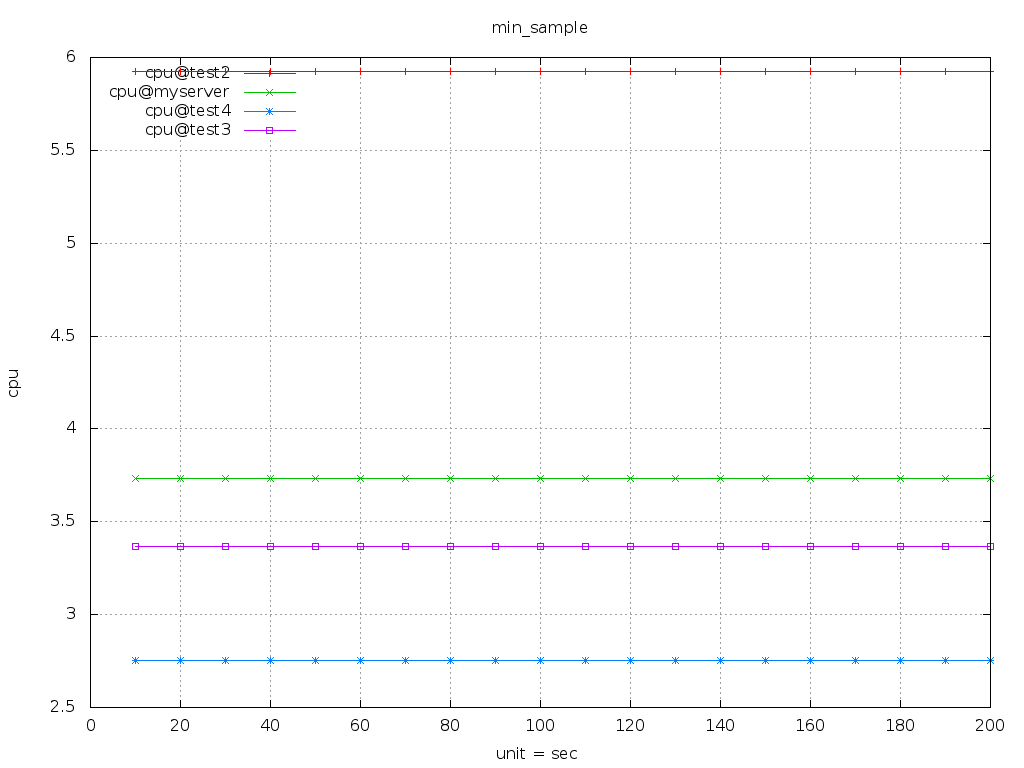 min_sample
6
cpu@test2
cpu@myserver
cpu@test4
cpu@test3
5.5
5
4.5
4
3.5
3
2.5
cpu
0 20 40 60 80 100 120 140 160 180 200
unit = sec